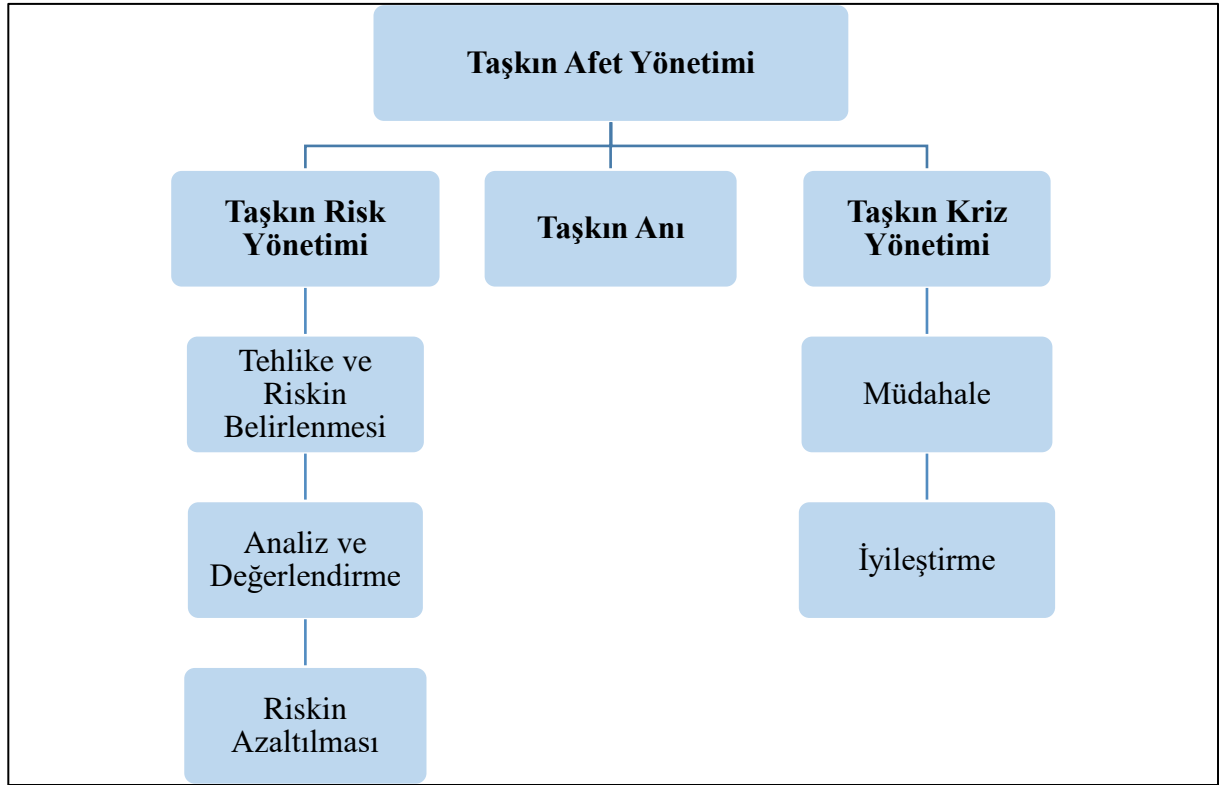 Taşkın Afet Yönetimi
Taşkın Risk
Yönetimi
Taşkın Anı
Taşkın Kriz
Yönetimi
Tehlike ve
Riskin
Belirlenmesi
Müdahale
Analiz ve
Değerlendirme
İyileştirme
Riskin
Azaltılması